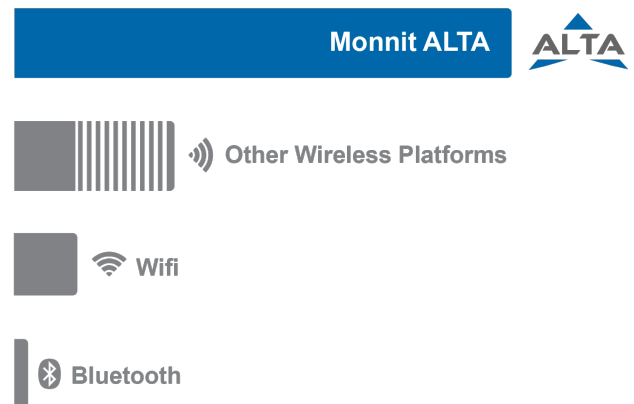 Monnit ALTA
ALTA
Other Wireless Platforms
Wifi
Bluetooth